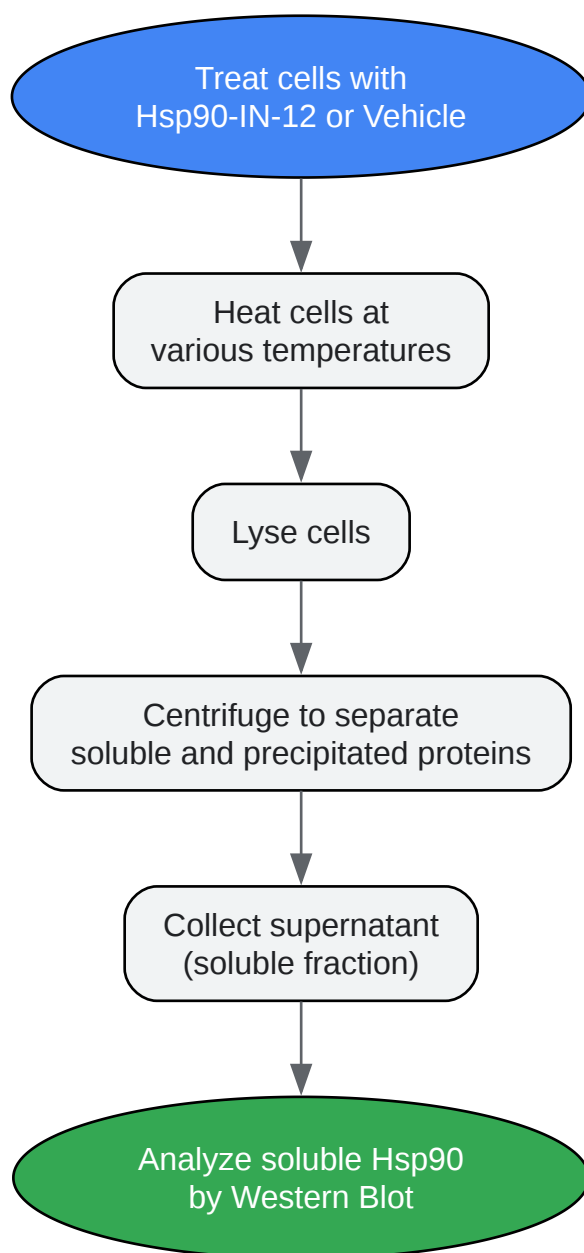 Treat cells with
Hsp90-IN-12 or Vehicle
Heat cells at
various temperatures
Lyse cells
Centrifuge to separate
soluble and precipitated proteins
Collect supernatant
(soluble fraction)
Analyze soluble Hsp90
by Western Blot